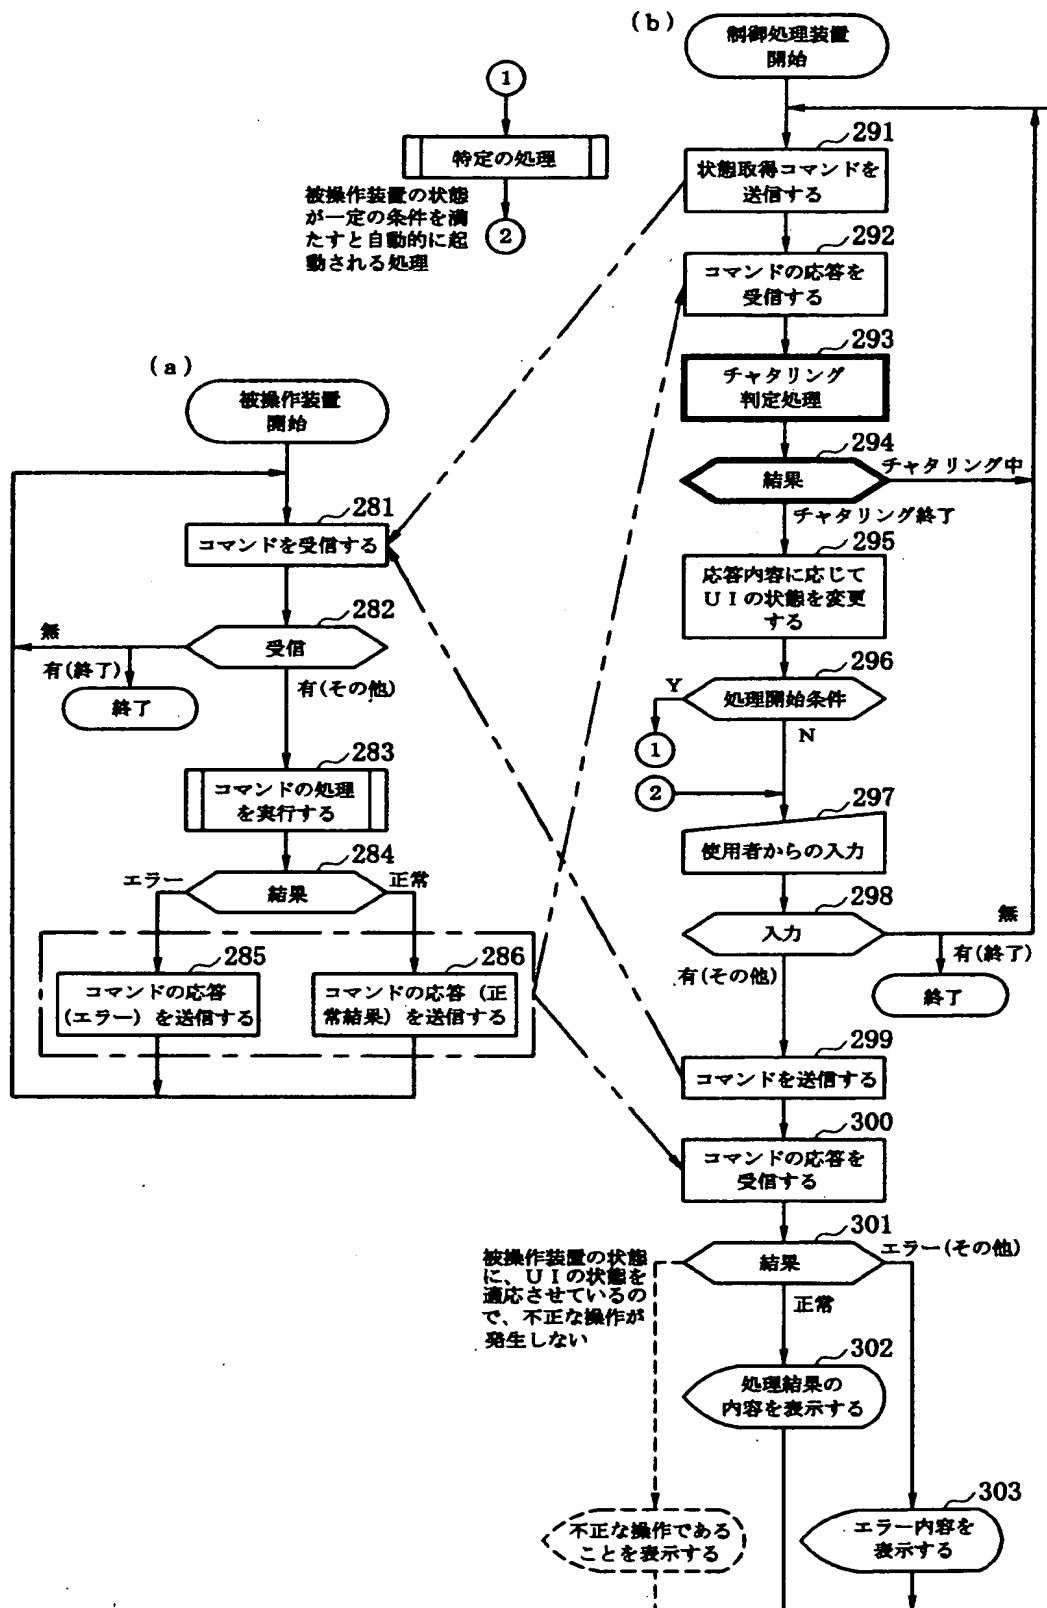 (b)
制御処理装置
開始
1
特定の処理
被操作装置の状態
が一定の条件を満
たすと自動的に起
動される処理
2
291
状態取得コマンドを
送信する
292
コマンドの応答を
受信する
293
チャタリング
判定処理
294
結果
チャタリング中
チャタリング終了
295
応答内容に応じて
UIの状態を変更
する
296
処理開始条件
Y
N
1
2
297
使用者からの入力
298
入力
無
有(終了)
終了
有(その他)
299
コマンドを送信する
300
コマンドの応答を
受信する
301
結果
エラー(その他)
正常
被操作装置の状態
に、UIの状態を
適応させているの
で、不正な操作が
発生しない
302
処理結果の
内容を表示する
303
エラー内容を
表示する
不正な操作である
ことを表示する
(a)
被操作装置
開始
281
コマンドを受信する
282
受信
無
有(終了)
終了
有(その他)
283
コマンドの処理
を実行する
284
結果
エラー
正常
285
コマンドの応答
(エラー)を送信する
286
コマンドの応答(正
常結果)を送信する